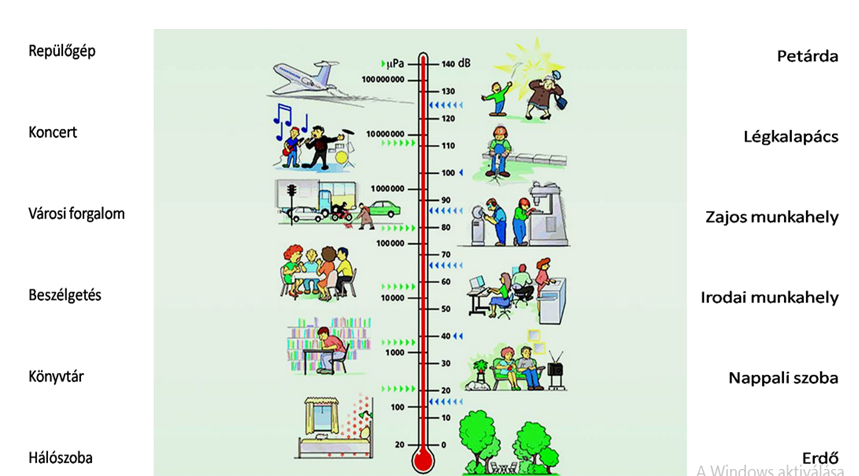 Repülőgép
Koncert
Városi forgalom
Beszélgetés
Könyvtár
Hálószoba
µPa
100000000
10000000
1000000
100000
10000
1000
100
20
140 dB
130
120
110
100
90
80
70
60
50
40
30
20
10
0
Petárda
Légkalapács
Zajos munkahely
Irodai munkahely
Nappali szoba
Erdő
A Windows aktiválása